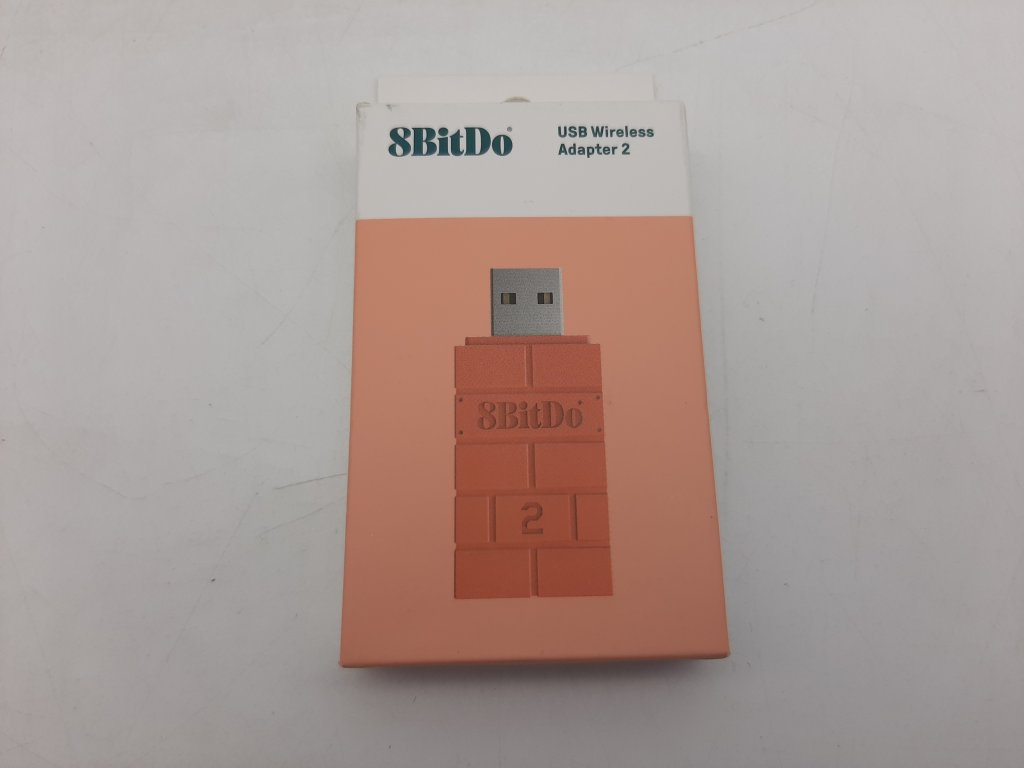 8BitDo®
USB Wireless
Adapter 2
8BitDo
2